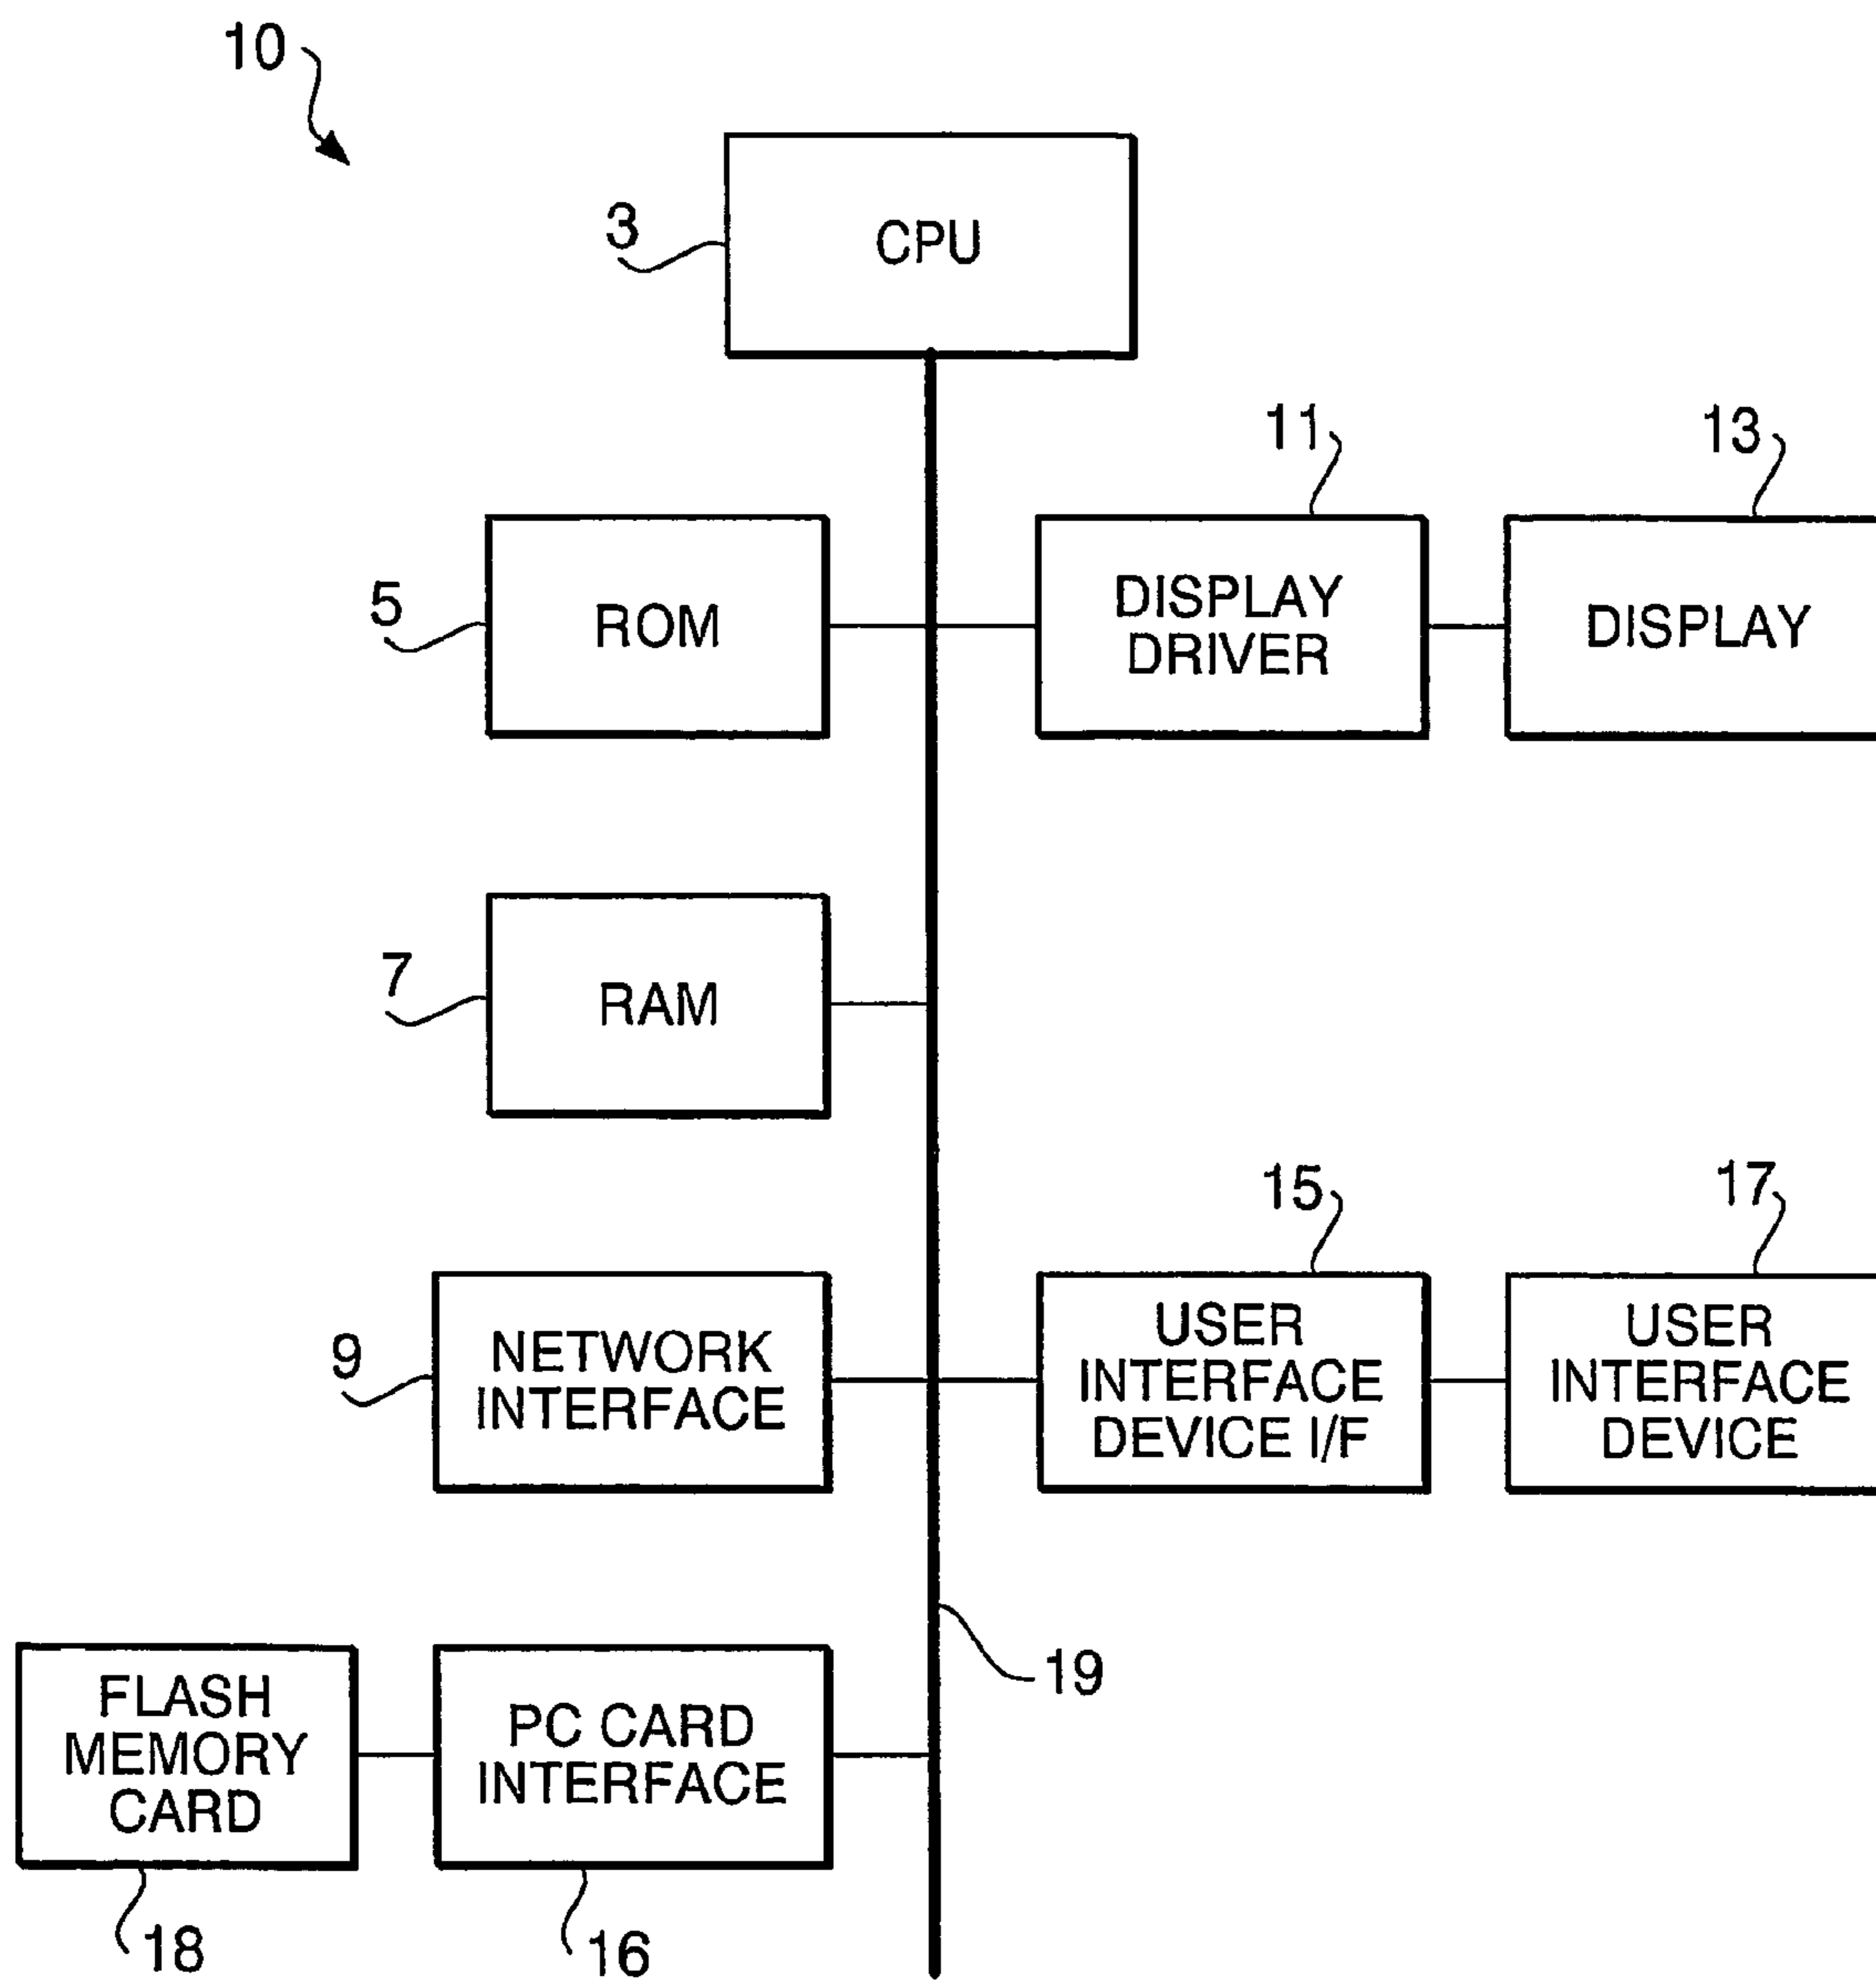 10
3
CPU
11
13
5
ROM
DISPLAY
DRIVER
DISPLAY
7
RAM
15
17
9
NETWORK
INTERFACE
USER
INTERFACE
DEVICE I/F
USER
INTERFACE
DEVICE
19
FLASH
MEMORY
CARD
PC CARD
INTERFACE
18
16